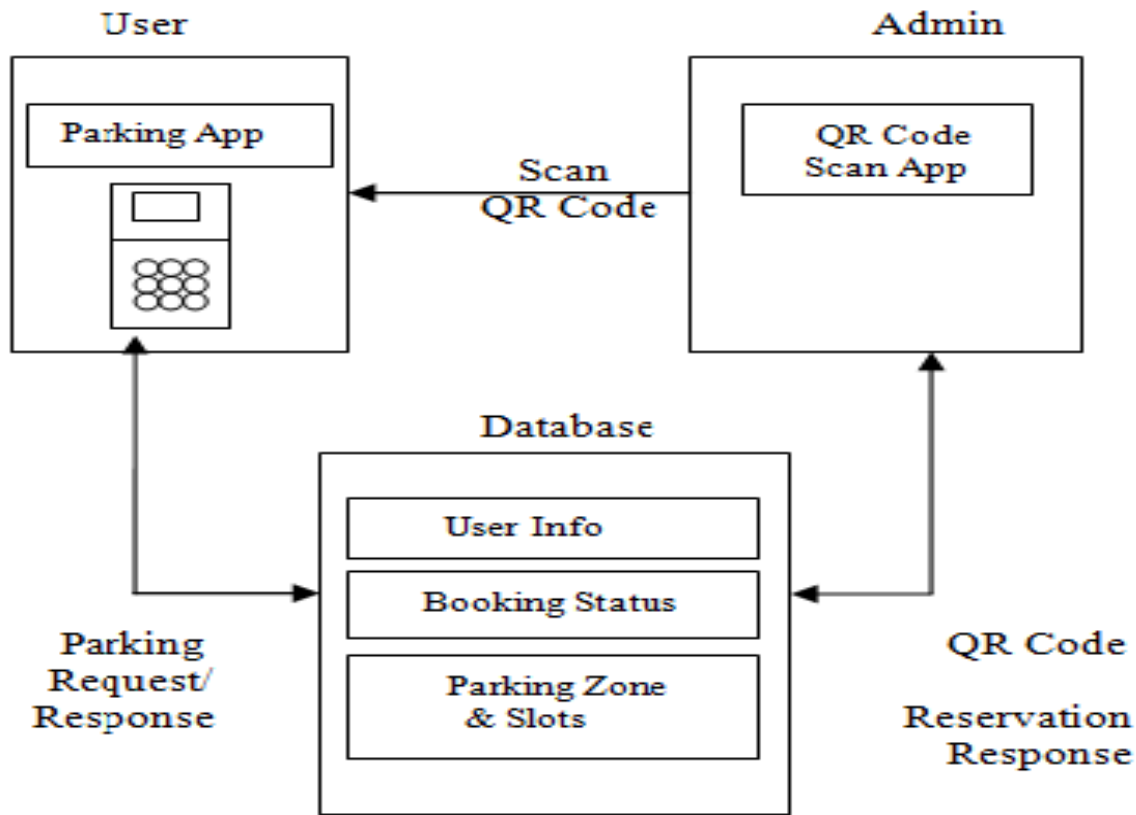 User
Admin
Parking App
QR Code
Scan App
Scan
QR Code
Database
User Info
Booking Status
Parking Zone
& Slots
Parking
Request/
Response
QR Code
Reservation
Response